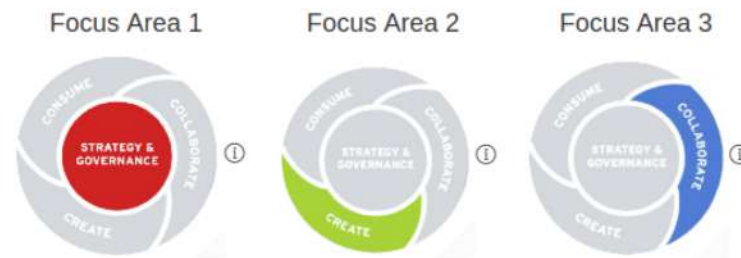 Focus Area 1
Focus Area 2
Focus Area 3
CONSUME
COLLABORATE
STRATEGY &
GOVERNANCE
CREATE
CONSUME
COLLABORATE
STRATEGY &
GOVERNANCE
CREATE
CONSUME
COLLABORATE
STRATEGY &
GOVERNANCE
CREATE